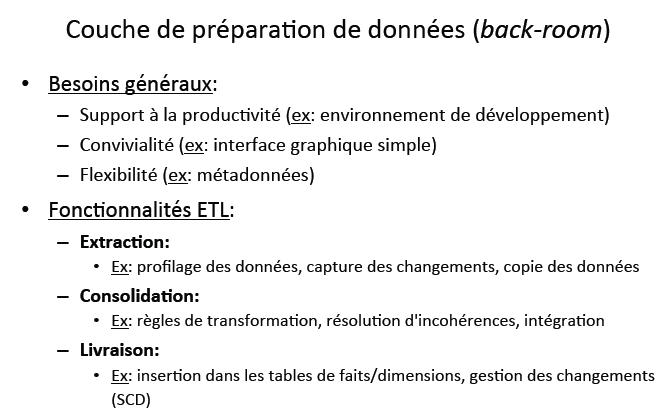 Couche de préparation de données (back-room)
• Besoins généraux:
– Support à la productivité (ex: environnement de développement)
– Convivialité (ex: interface graphique simple)
– Flexibilité (ex: métadonnées)
• Fonctionnalités ETL:
– Extraction:
• Ex: profilage des données, capture des changements, copie des données
– Consolidation:
• Ex: règles de transformation, résolution d'incohérences, intégration
– Livraison:
• Ex: insertion dans les tables de faits/dimensions, gestion des changements
(SCD)